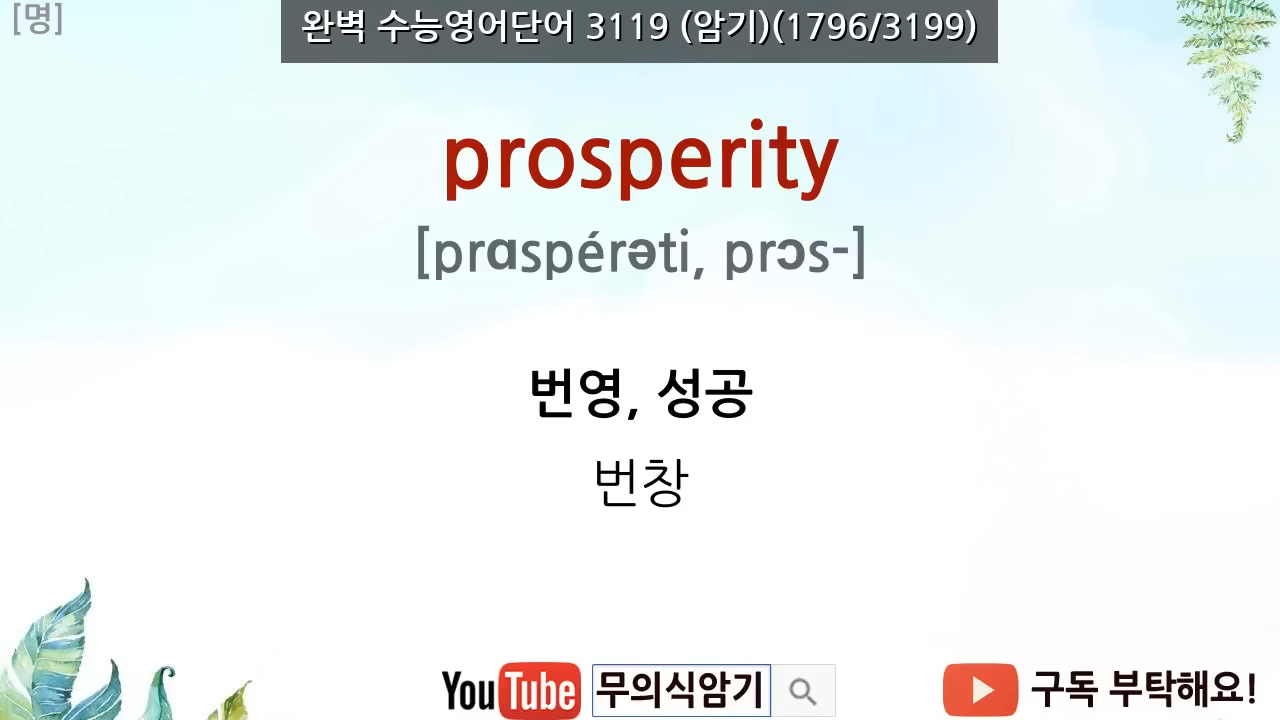 [명]
완벽 수능영어단어 3119 (암기)(1796/3199)
prosperity
[prɑspérəti, prɔs-]
번영, 성공
번창
YouTube 무의식암기
구독 부탁해요!